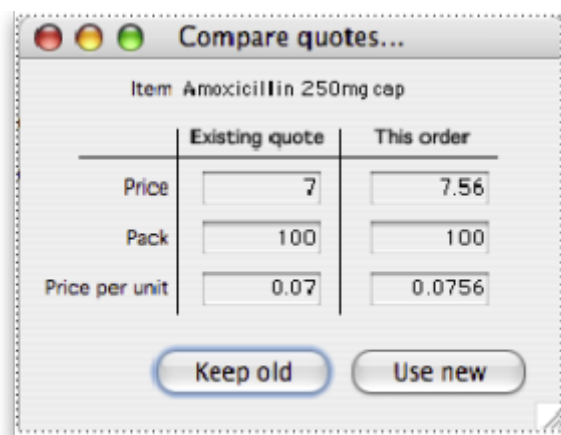 Compare quotes...
Item Amoxicillin 250mg cap
Existing quote This order
Price 7 7.56
Pack 100 100
Price per unit 0.07 0.0756
Keep old Use new